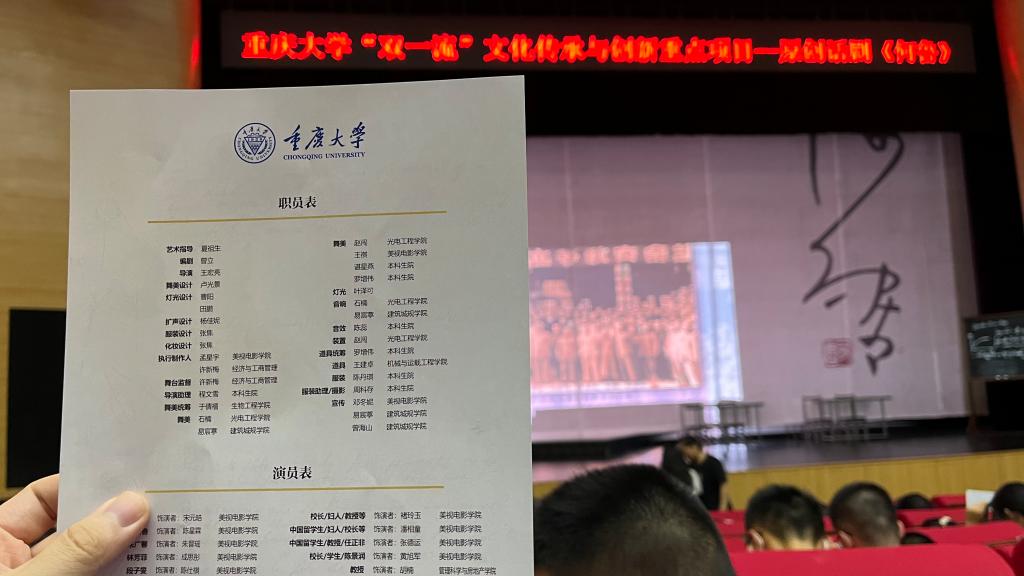 重庆大学“双一流”文化传承与创新重点项目—原创话剧《何鲁》
重庆大学
CHONGQING UNIVERSITY
职员表
艺术指导 夏祖生
编剧 曾立
导演 王宏亮
舞美设计 卢光景
灯光设计 曹阳
田鹏
扩声设计 杨佳妮
服装设计 张隽
化妆设计 张隽
执行制作人 孟星宇 美视电影学院
许新梅 经济与工商管理
舞台监督 许新梅 经济与工商管理
导演助理 程文雪 本科生院
舞美统筹 于倩禧 生物工程学院
舞美 石楠 光电工程学院
易宸葶 建筑城规学院
舞美 赵闯 光电工程学院
王祺 美视电影学院
谌星燕 本科生院
罗增伟 本科生院
灯光 叶泽可
音响 石楠 光电工程学院
易宸葶 建筑城规学院
音效 陈蕊 本科生院
装置 赵闯 光电工程学院
道具统筹 罗增伟 本科生院
道具 王建卓 机械与运载工程学院
服装 陈丹琪 本科生院
服装助理/摄影 周科存 本科生院
宣传 邓冬妮 美视电影学院
易宸葶 建筑城规学院
曾海山 建筑城规学院
演员表
饰演者：宋元皓 美视电影学院
饰演者：陈星霖 美视电影学院
饰演者：朱晋瑶 美视电影学院
林芳菲 饰演者：成思彤 美视电影学院
段子燮 饰演者：陈仕祺 美视电影学院
校长/妇人/教授等 饰演者：褚玲玉 美视电影学院
中国留学生/妇人/校长等 饰演者：潘相童 美视电影学院
中国留学生/教授/任正非 饰演者：张德运 美视电影学院
校长/学生/陈景润 饰演者：黄旭军 美视电影学院
教授 饰演者：胡楠 管理科学与房地产学院
何鲁